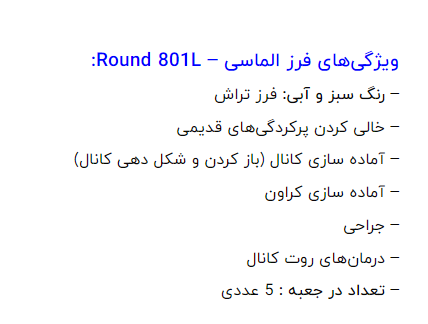 ویژگی‌های فرز الماسی – Round 801L:
– رنگ سبز و آبی: فرز تراش
– خالی کردن پرکردگی‌های قدیمی
– آماده سازی کانال (باز کردن و شکل دهی کانال)
– آماده سازی کراون
– جراحی
– درمان‌های روت کانال
– تعداد در جعبه : 5 عددی